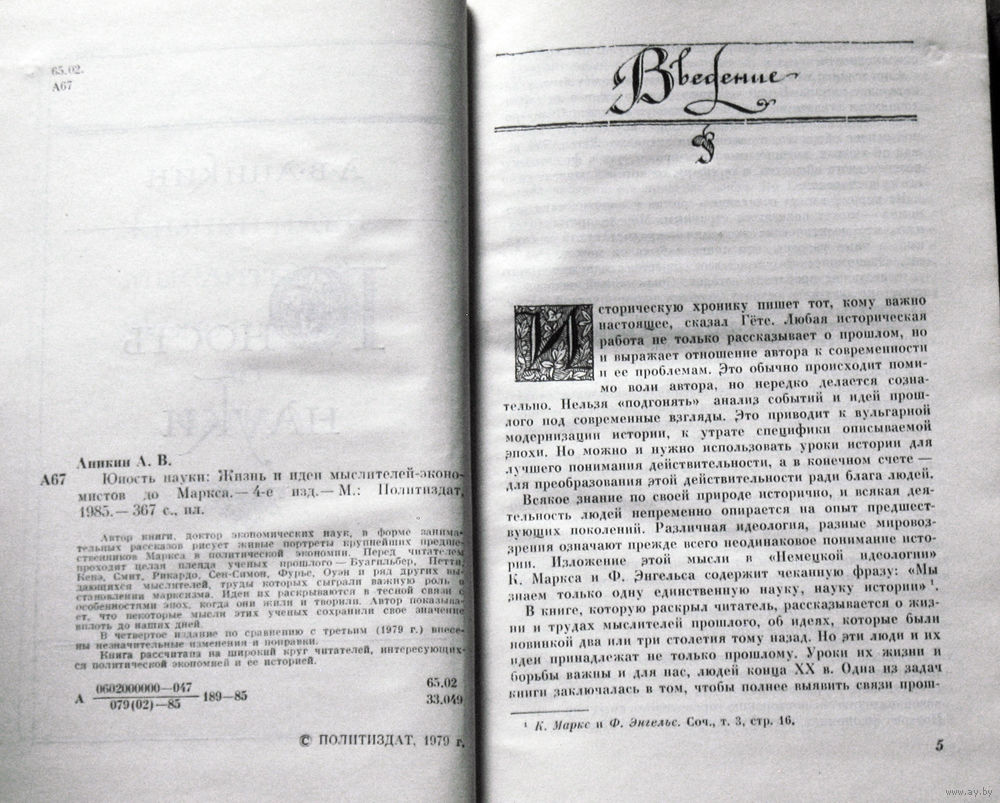 65.02.
А67
Аникин А. В.
А67 Юность науки: Жизнь и идеи мыслителей-эконо-
мистов до Маркса.— 4-е изд.— М.: Политиздат,
1985.— 367 с., ил.
Автор книги, доктор экономических наук, в форме занима-
тельных рассказов рисует живые портреты крупнейших предше-
ственников Маркса в политической экономии. Перед читателем
проходит целая плеяда ученых прошлого — Буагильбер, Петти,
Кенэ, Смит, Рикардо, Сен-Симон, Фурье, Оуэн и ряд других вы-
дающихся мыслителей, труды которых сыграли важную роль в
становлении марксизма. Идеи их раскрываются в тесной связи с
особенностями эпох, когда они жили и творили. Автор показыва-
ет, что некоторые мысли этих ученых сохранили свое значение
вплоть до наших дней.
В четвертое издание по сравнению с третьим (1979 г.) внесе-
ны незначительные изменения и поправки.
Книга рассчитана на широкий круг читателей, интересующих-
ся политической экономией и ее историей.
А 0602000000—047 / 079(02)—85 189—85
65.02
33.049
© ПОЛИТИЗДАТ, 1979 г.
Введение
Историческую хронику пишет тот, кому важно
настоящее, сказал Гёте. Любая историческая
работа не только рассказывает о прошлом, но
и выражает отношение автора к современности
и ее проблемам. Это обычно происходит поми-
мо воли автора, но нередко делается созна-
тельно. Нельзя «подгонять» анализ событий и идей прош-
лого под современные взгляды. Это приводит к вульгарной
модернизации истории, к утрате специфики описываемой
эпохи. Но можно и нужно использовать уроки истории для
лучшего понимания действительности, а в конечном счете —
для преобразования этой действительности ради блага людей.
Всякое знание по своей природе исторично, и всякая дея-
тельность людей непременно опирается на опыт предшест-
вующих поколений. Различная идеология, разные мировоз-
зрения означают прежде всего неодинаковое понимание исто-
рии. Изложение этой мысли в «Немецкой идеологии»
К. Маркса и Ф. Энгельса содержит чеканную фразу: «Мы
знаем только одну единственную науку, науку истории» ¹.
В книге, которую раскрыл читатель, рассказывается о жиз-
ни и трудах мыслителей прошлого, об идеях, которые были
новинкой два или три столетия тому назад. Но эти люди и их
идеи принадлежат не только прошлому. Уроки их жизни и
борьбы важны и для нас, людей конца XX в. Одна из задач
книги заключалась в том, чтобы полнее выявить связи прош-
¹ К. Маркс и Ф. Энгельс. Соч., т. 3, стр. 16.
5
www.ay.by